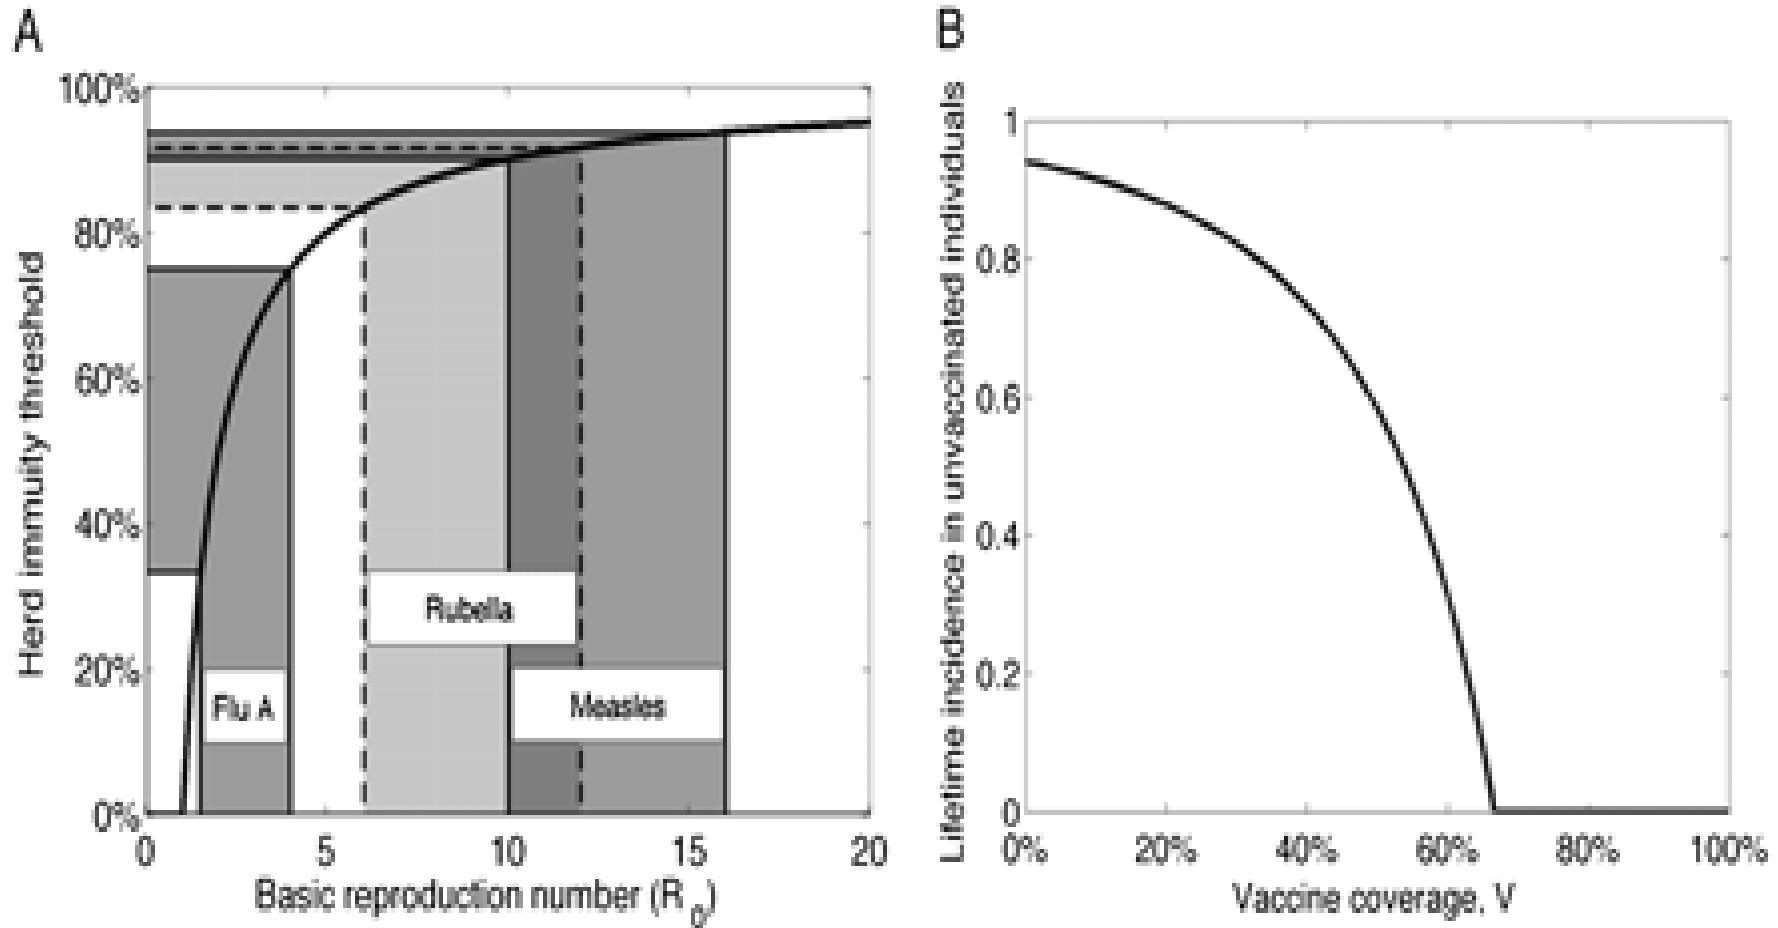 A
100%
80%
60%
40%
20%
0%
Herd immuity threshold
Flu A
Rubella
Measles
0 5 10 15 20
Basic reproduction number (R0)
B
1
0.8
0.6
0.4
0.2
0
Lifetime incidence in unvaccinated individuals
0% 20% 40% 60% 80% 100%
Vaccine coverage, V